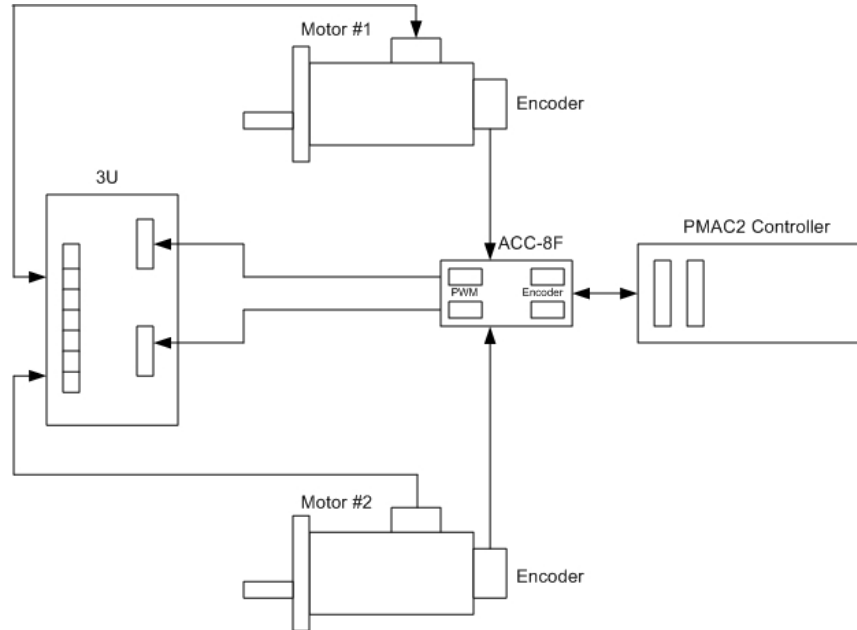 Motor #1
Encoder
3U
ACC-8F
PMAC2 Controller
PWM
Encoder
Motor #2
Encoder